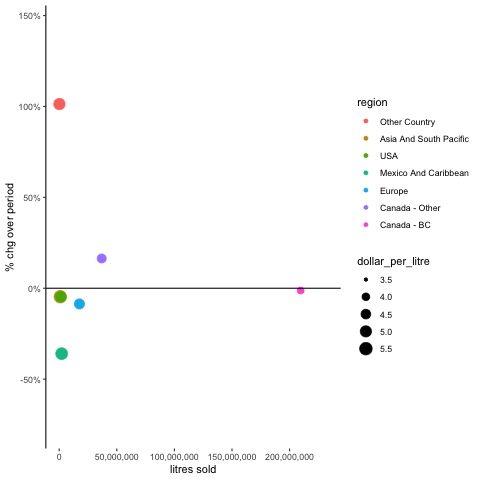 150%
100%
50%
0%
-50%
% chg over period
0
50,000,000
100,000,000
150,000,000
200,000,000
litres sold
region
Other Country
Asia And South Pacific
USA
Mexico And Caribbean
Europe
Canada - Other
Canada - BC
dollar_per_litre
3.5
4.0
4.5
5.0
5.5